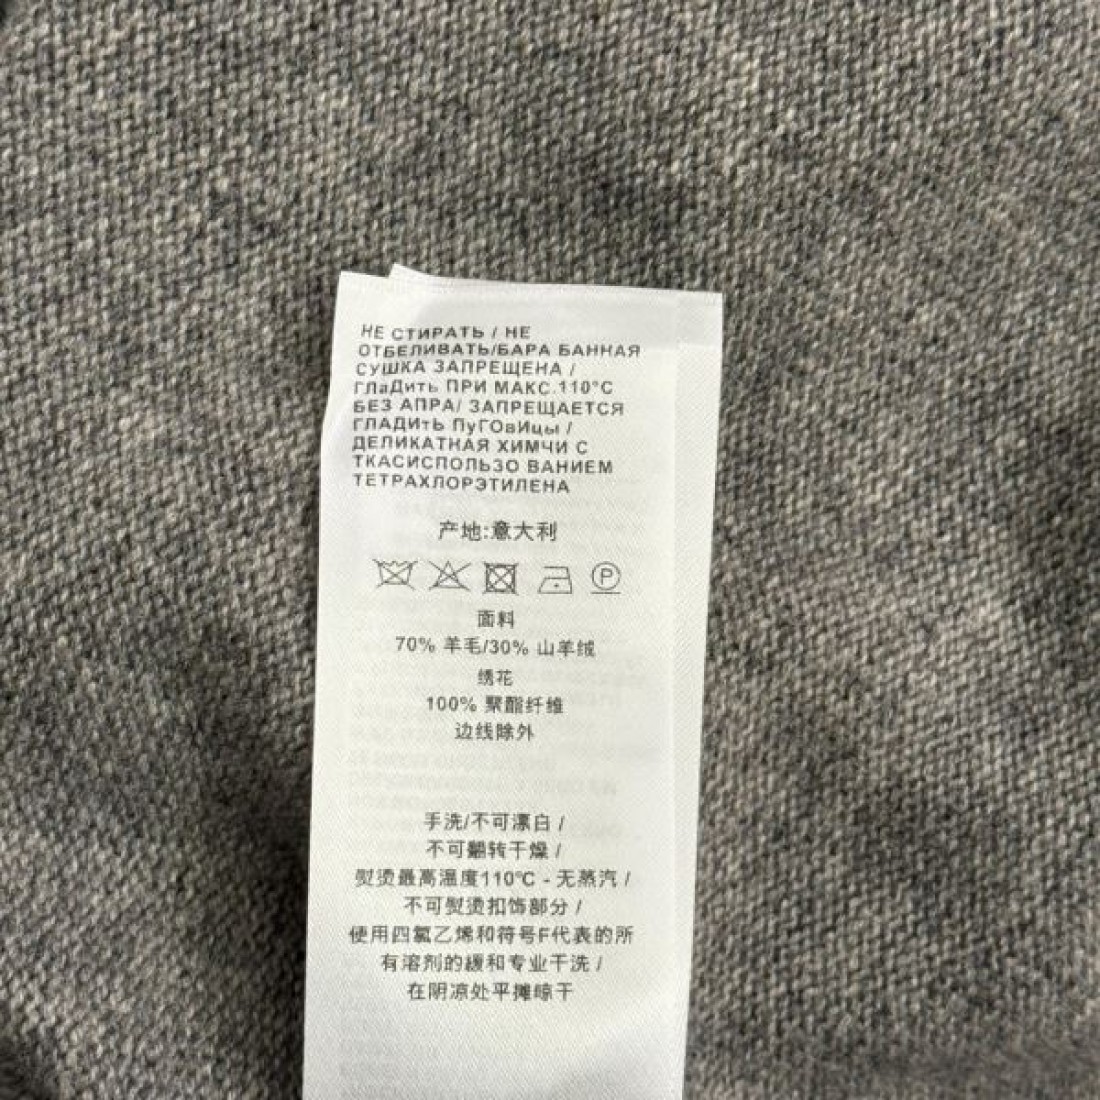 НЕ СТИРАТЬ / НЕ
ОТБЕЛИВАТЬ/БАРА БАННАЯ
СУШКА ЗАПРЕЩЕНА /
ГЛаДить ПРИ МАКС.110°C
БЕЗ АПРА/ ЗАПРЕЩАЕТСЯ
ГЛАДИтЬ ПуГОвИцы /
ДЕЛИКАТНАЯ ХИМЧИ С
ТКАСИСПОЛЬЗО ВАНИЕМ
ТЕТРАХЛОРЭТИЛЕНА
产地:意大利
P
面料
70% 羊毛/30% 山羊绒
绣花
100% 聚酯纤维
边线除外
手洗/不可漂白 /
不可翻转干燥 /
熨烫最高温度110℃ - 无蒸汽 /
不可熨烫扣饰部分 /
使用四氯乙烯和符号F代表的所
有溶剂的缓和专业干洗 /
在阴凉处平摊晾干